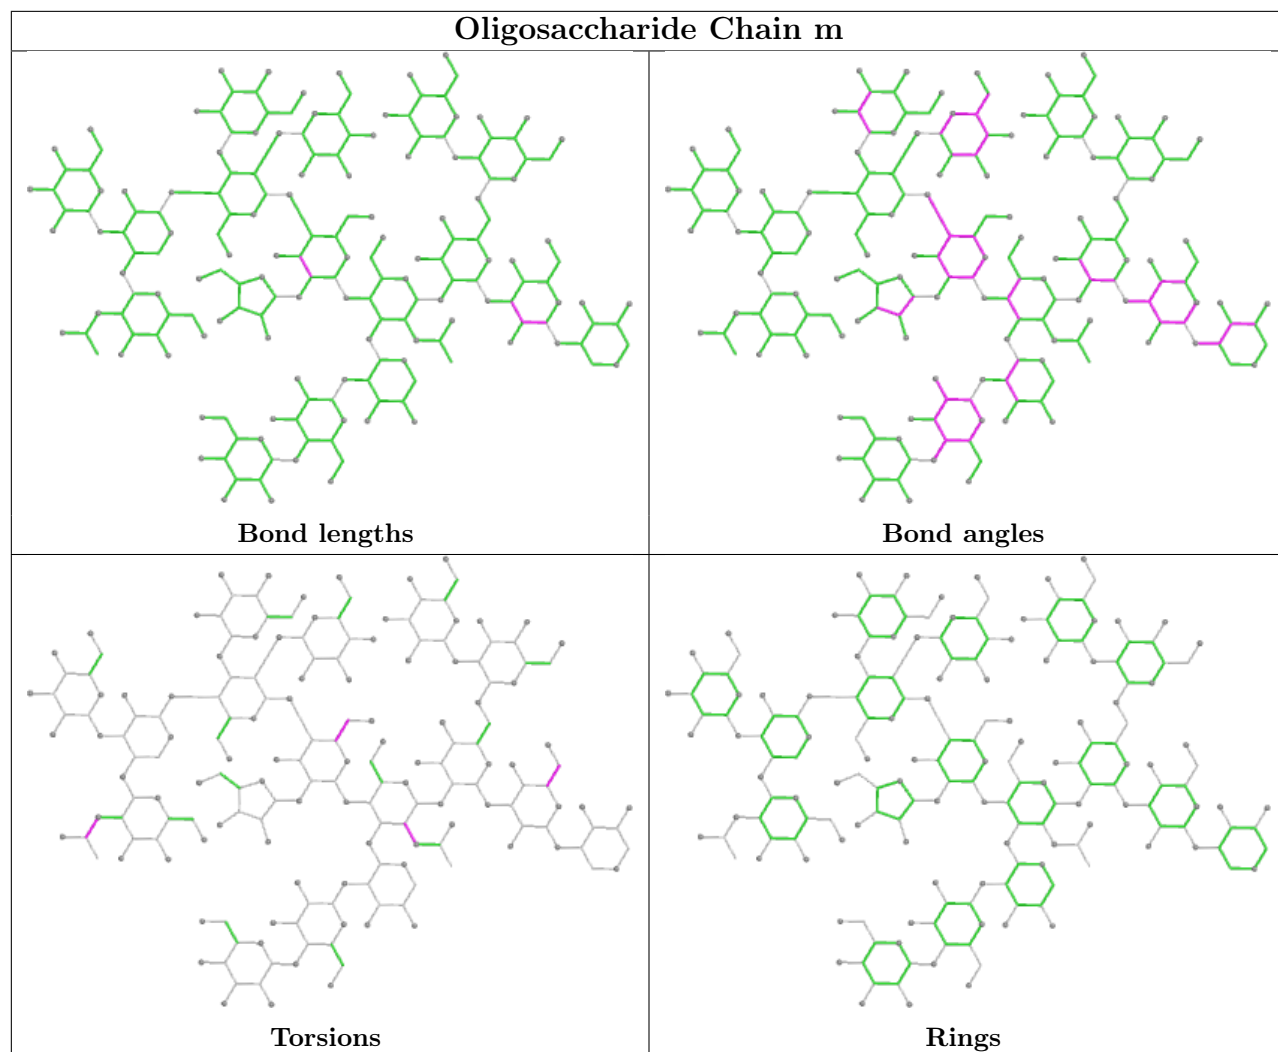 Oligosaccharide Chain m
Bond lengths
Bond angles
Torsions
Rings